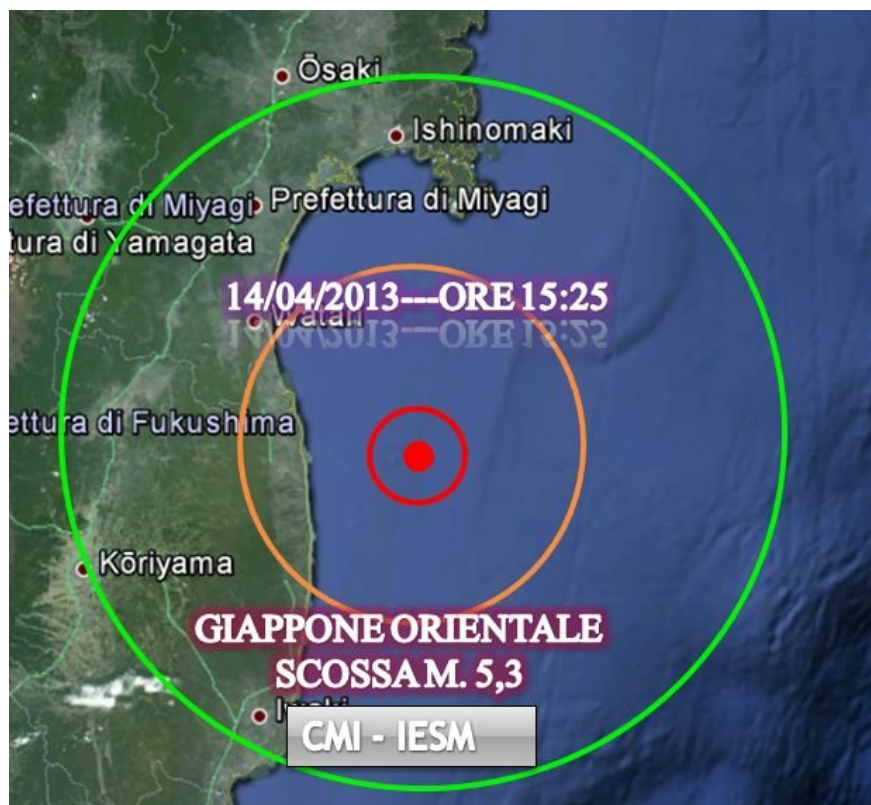 Ōsaki
Ishinomaki
efettura di Miyagi
Prefettura di Miyagi
tura di Yamagata
14/04/2013---ORE 15:25
Watari
ettura di Fukushima
Kōriyama
GIAPPONE ORIENTALE
SCOSSA M. 5,3
CMI - IESM